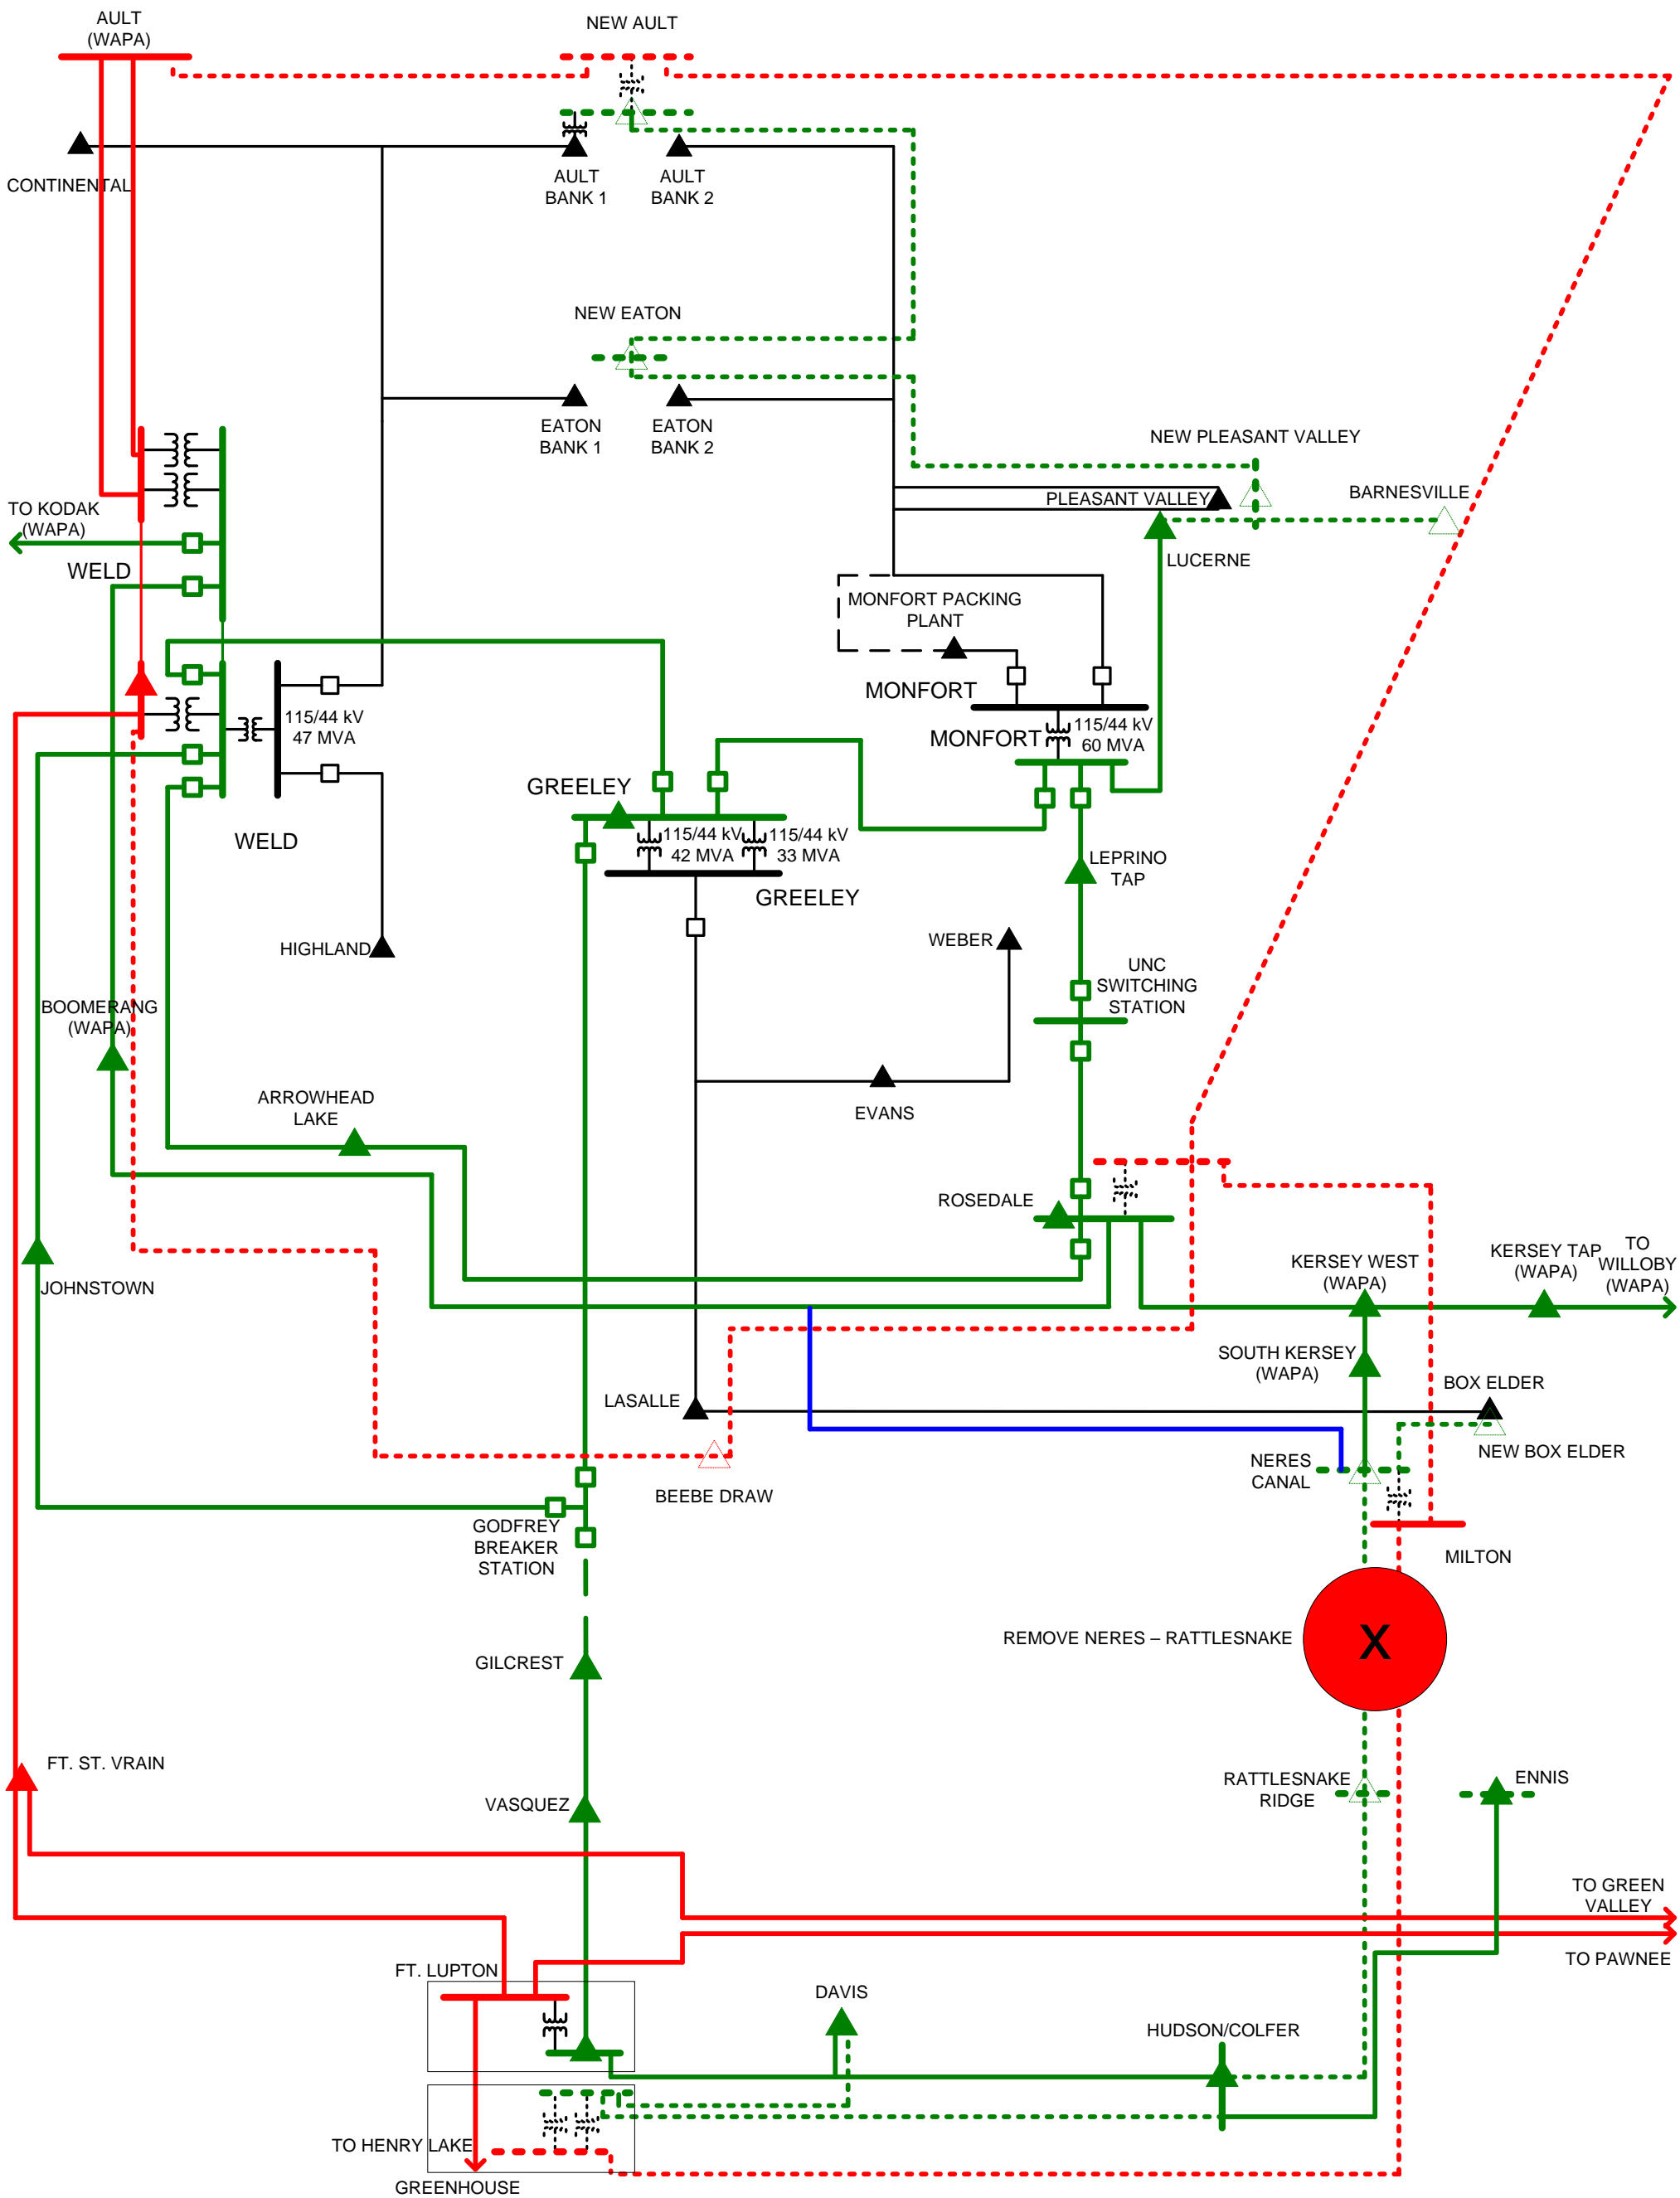 AULT
(WAPA)
NEW AULT
CONTINENTAL
AULT
BANK 1
AULT
BANK 2
NEW EATON
EATON
BANK 1
EATON
BANK 2
NEW PLEASANT VALLEY
PLEASANT VALLEY
BARNESVILLE
TO KODAK
(WAPA)
WELD
LUCERNE
MONFORT PACKING
PLANT
MONFORT
115/44 kV
47 MVA
MONFORT
115/44 kV
60 MVA
GREELEY
WELD
115/44 kV
42 MVA
115/44 kV
33 MVA
GREELEY
LEPRINO
TAP
HIGHLAND
WEBER
UNC
SWITCHING
STATION
BOOMERANG
(WAPA)
ARROWHEAD
LAKE
EVANS
ROSEDALE
JOHNSTOWN
KERSEY WEST
(WAPA)
KERSEY TAP
(WAPA)
TO
WILLOBY
(WAPA)
SOUTH KERSEY
(WAPA)
LASALLE
BOX ELDER
NEW BOX ELDER
NERES
CANAL
BEEBE DRAW
GODFREY
BREAKER
STATION
MILTON
REMOVE NERES – RATTLESNAKE
X
GILCREST
FT. ST. VRAIN
RATTLESNAKE
RIDGE
ENNIS
VASQUEZ
TO GREEN
VALLEY
TO PAWNEE
FT. LUPTON
DAVIS
HUDSON/COLFER
TO HENRY LAKE
GREENHOUSE